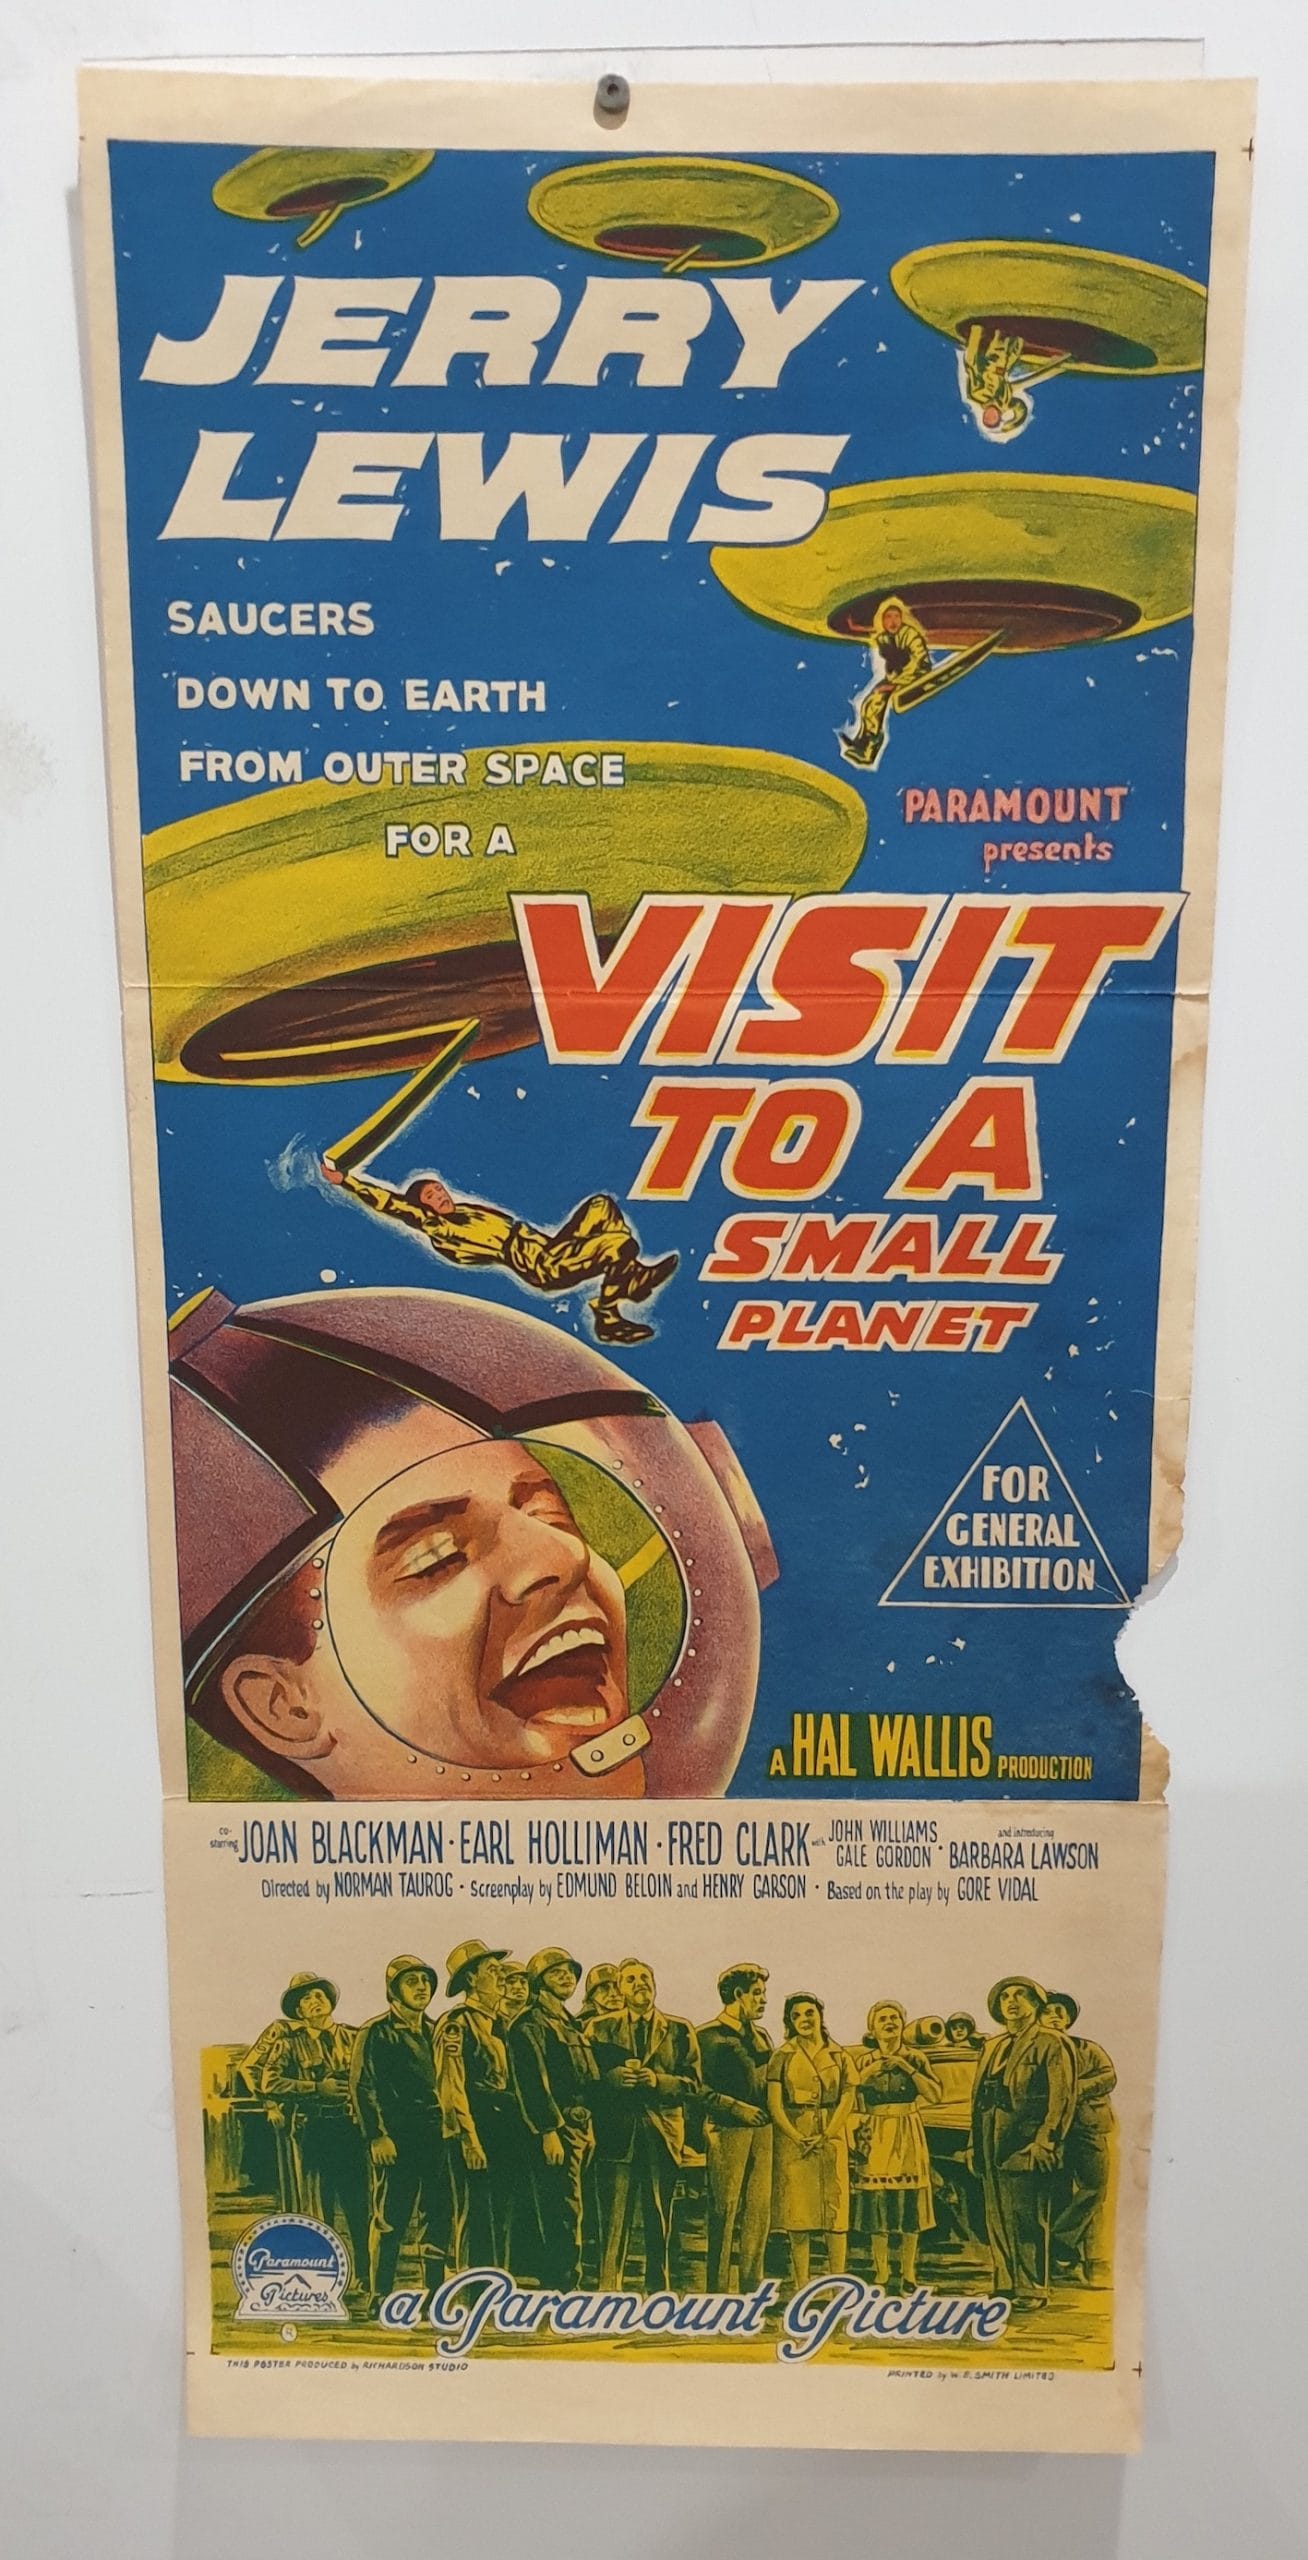 JERRY
LEWIS
SAUCERS
DOWN TO EARTH
FROM OUTER SPACE
FOR A
PARAMOUNT
presents
VISIT
TO A
SMALL
PLANET
FOR
GENERAL
EXHIBITION
A HAL WALLIS PRODUCTION
co-starring JOAN BLACKMAN · EARL HOLLIMAN · FRED CLARK with JOHN WILLIAMS GALE GORDON · and introducing BARBARA LAWSON
Directed by NORMAN TAUROG · Screenplay by EDMUND BELOIN and HENRY GARSON · Based on the play by GORE VIDAL
Paramount
Pictures
R
a Paramount Picture
THIS POSTER PRODUCED by RICHARDSON STUDIO
PRINTED by W. E. SMITH LIMITED